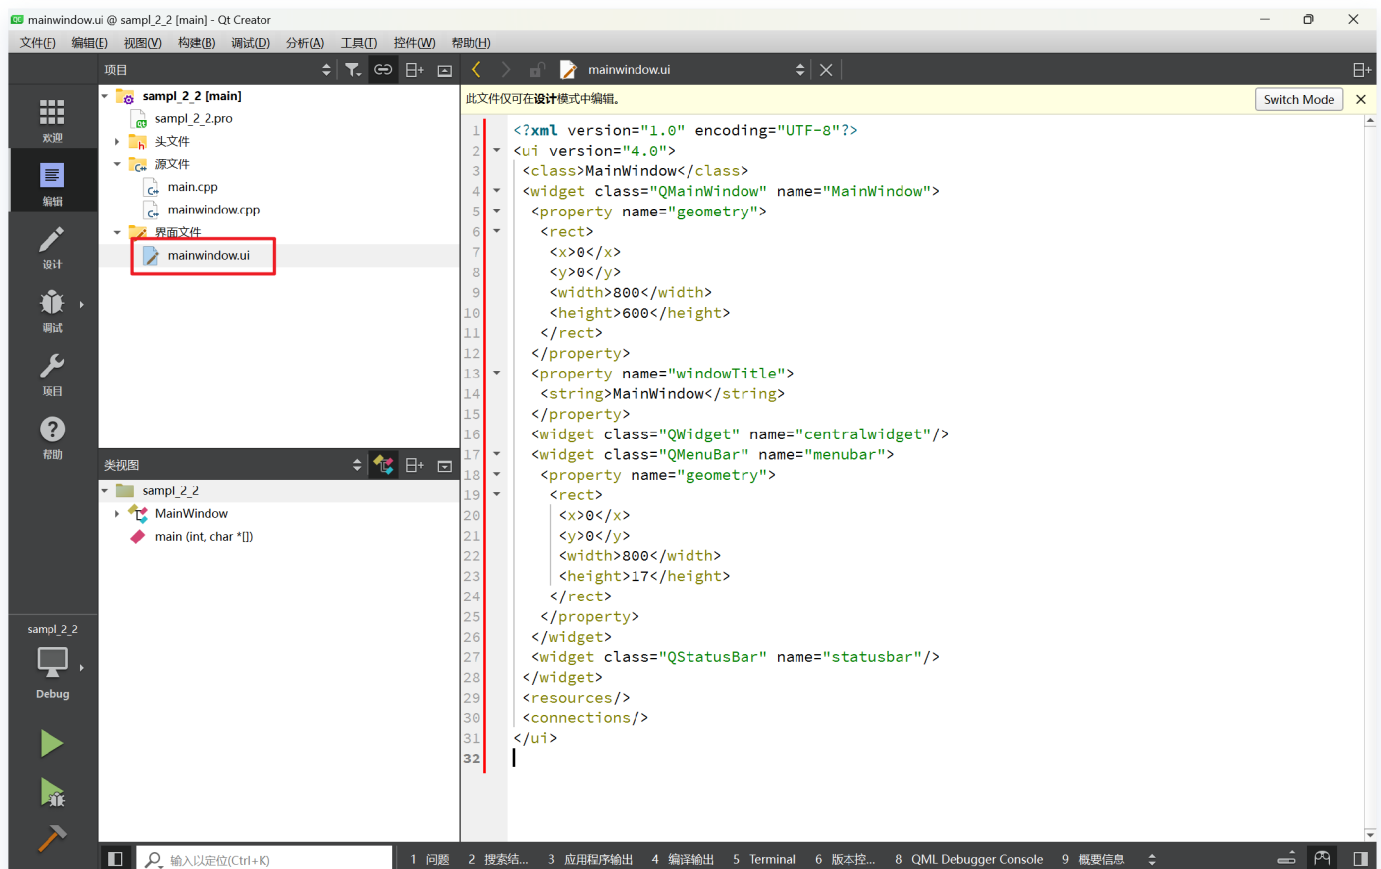 mainwindow.ui @ sampl_2_2 [main] - Qt Creator
文件(F) 编辑(E) 视图(V) 构建(B) 调试(D) 分析(A) 工具(T) 控件(W) 帮助(H)
项目
mainwindow.ui
此文件仅可在设计模式中编辑。
Switch Mode
欢迎
编辑
设计
调试
项目
帮助
sampl_2_2
Debug
sampl_2_2 [main]
sampl_2_2.pro
头文件
源文件
main.cpp
mainwindow.cpp
界面文件
mainwindow.ui
类视图
sampl_2_2
MainWindow
main (int, char *[])
1 <?xml version="1.0" encoding="UTF-8"?>
2 <ui version="4.0">
3 <class>MainWindow</class>
4 <widget class="QMainWindow" name="MainWindow">
5 <property name="geometry">
6 <rect>
7 <x>0</x>
8 <y>0</y>
9 <width>800</width>
10 <height>600</height>
11 </rect>
12 </property>
13 <property name="windowTitle">
14 <string>MainWindow</string>
15 </property>
16 <widget class="QWidget" name="centralwidget"/>
17 <widget class="QMenuBar" name="menubar">
18 <property name="geometry">
19 <rect>
20 <x>0</x>
21 <y>0</y>
22 <width>800</width>
23 <height>17</height>
24 </rect>
25 </property>
26 </widget>
27 <widget class="QStatusBar" name="statusbar"/>
28 </widget>
29 <resources/>
30 <connections/>
31 </ui>
32
输入以定位(Ctrl+K)
1 问题 2 搜索结... 3 应用程序输出 4 编译输出 5 Terminal 6 版本控... 8 QML Debugger Console 9 概要信息